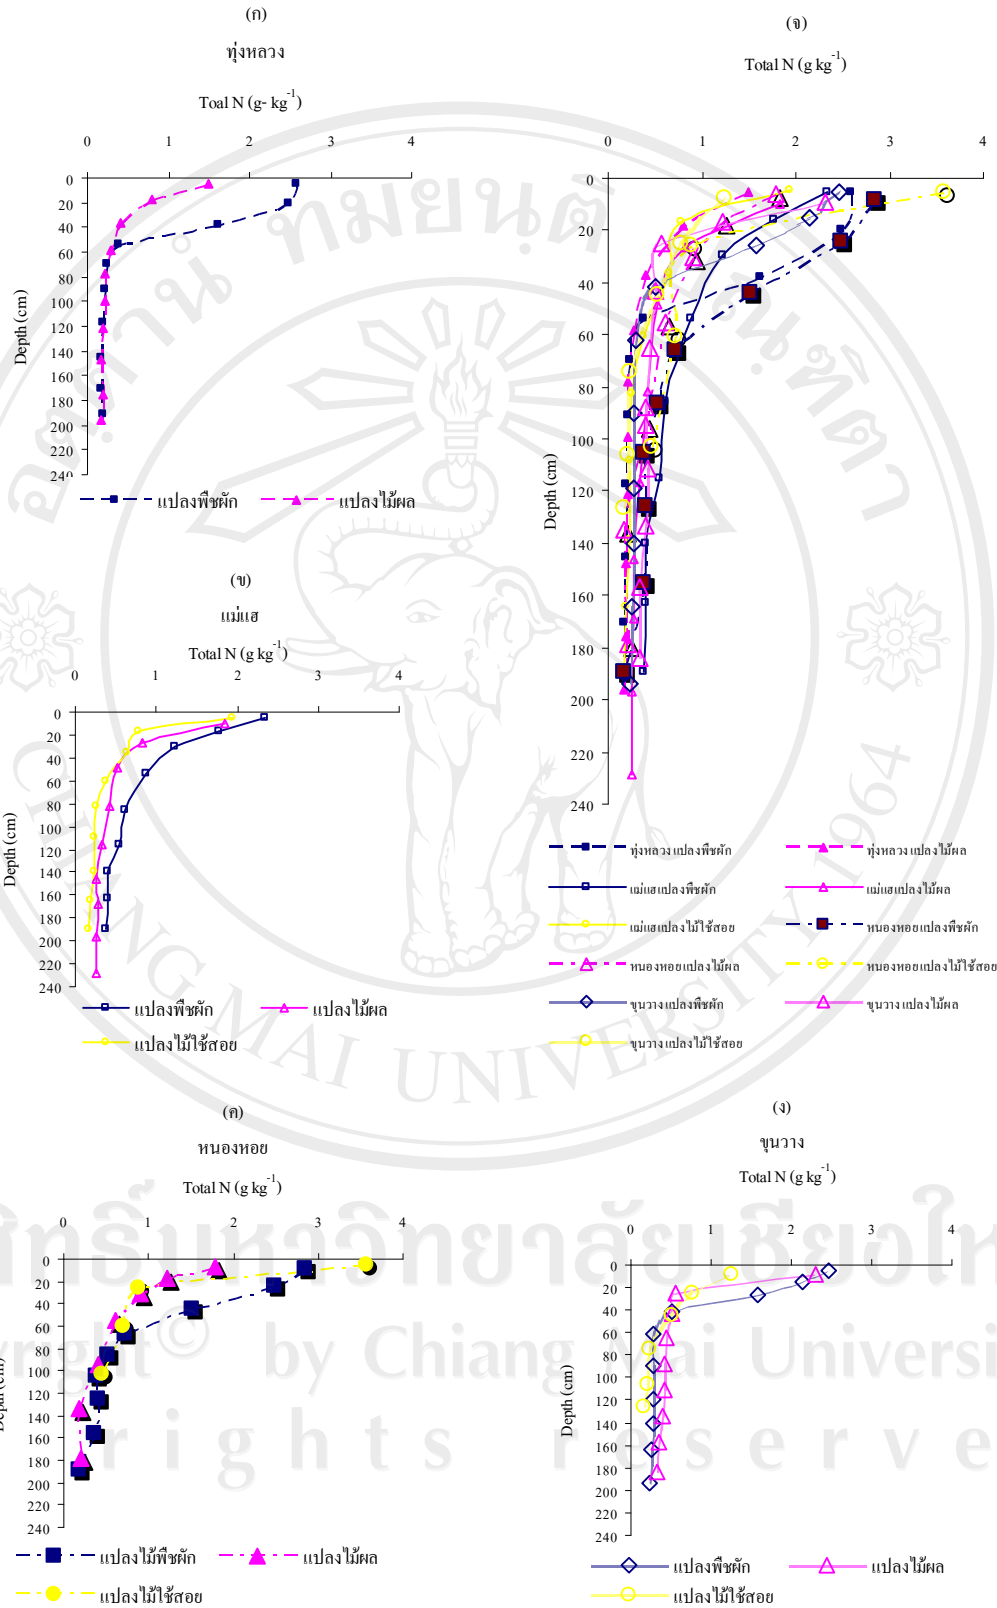 (ก)
ทุ่งหลวง
Toal N (g- kg-1)
0 1 2 3 4
0
20
40
60
80
100
120
140
160
180
200
220
240
Depth (cm)
แปลงพืชผัก แปลงไม้ผล
(จ)
Total N (g kg-1)
0 1 2 3 4
0
20
40
60
80
100
120
140
160
180
200
220
240
Depth (cm)
ทุ่งหลวงแปลงพืชผัก ทุ่งหลวงแปลงไม้ผล
แม่แฮแปลงพืชผัก แม่แฮแปลงไม้ผล
แม่แฮแปลงไม้ใช้สอย หนองหอยแปลงพืชผัก
หนองหอยแปลงไม้ผล หนองหอยแปลงไม้ใช้สอย
ขุนวางแปลงพืชผัก ขุนวางแปลงไม้ผล
ขุนวางแปลงไม้ใช้สอย
(ข)
แม่แฮ
Total N (g kg-1)
0 1 2 3 4
0
20
40
60
80
100
120
140
160
180
200
220
240
Depth (cm)
แปลงพืชผัก แปลงไม้ผล
แปลงไม้ใช้สอย
(ค)
หนองหอย
Total N (g kg-1)
0 1 2 3 4
0
20
40
60
80
100
120
140
160
180
200
220
240
Depth (cm)
แปลงไม้พืชผัก แปลงไม้ผล
แปลงไม้ใช้สอย
(ง)
ขุนวาง
Total N (g kg-1)
0 1 2 3 4
0
20
40
60
80
100
120
140
160
180
200
220
240
Depth (cm)
แปลงพืชผัก แปลงไม้ผล
แปลงไม้ใช้สอย
CHIANG MAI UNIVERSITY 1964
by Chiang Mai Universi
rights reserve